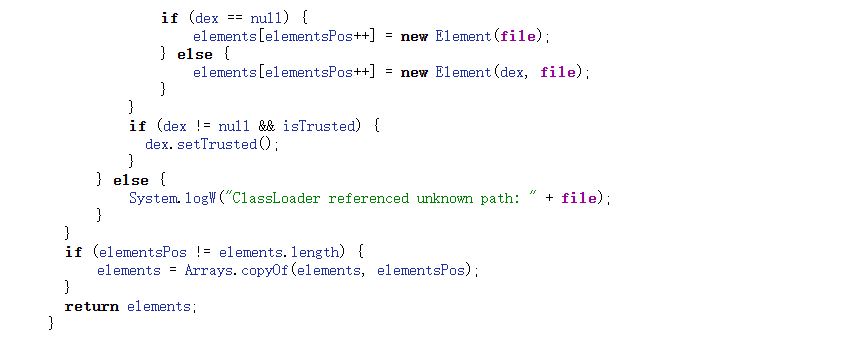 if (dex == null) {
elements[elementsPos++] = new Element(file);
} else {
elements[elementsPos++] = new Element(dex, file);
}
}
if (dex != null && isTrusted) {
dex.setTrusted();
}
} else {
System.logW("ClassLoader referenced unknown path: " + file);
}
}
if (elementsPos != elements.length) {
elements = Arrays.copyOf(elements, elementsPos);
}
return elements;
}